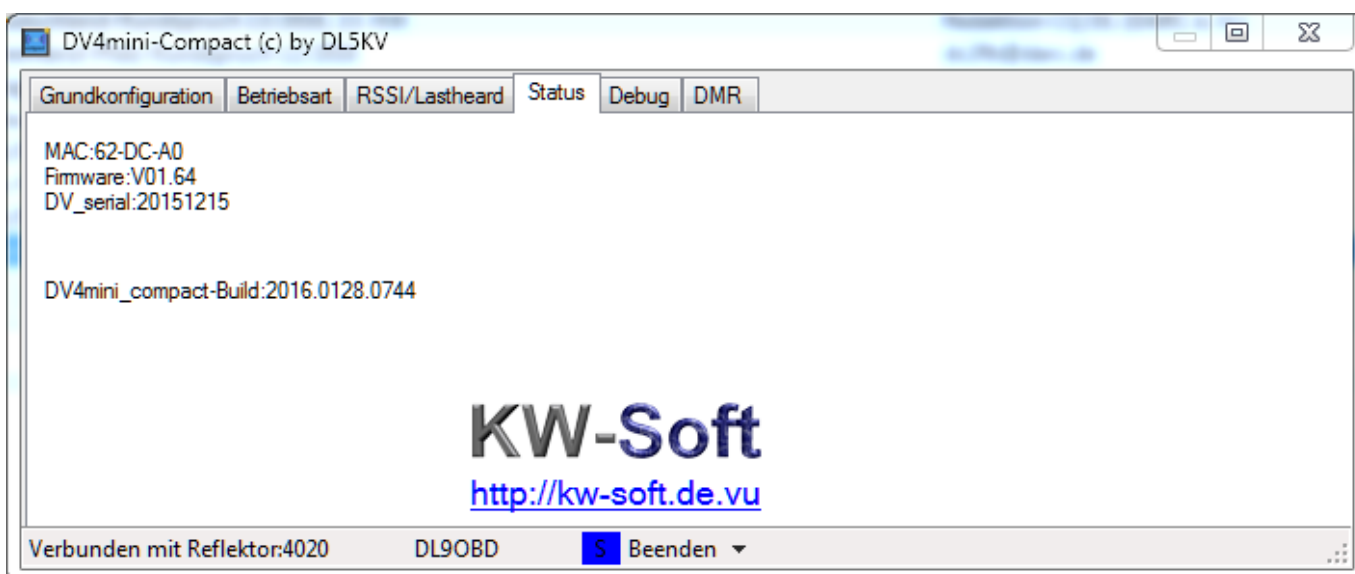 DV4mini-Compact (c) by DL5KV
Grundkonfiguration Betriebsart RSSI/Lastheard Status Debug DMR
MAC:62-DC-A0
Firmware:V01.64
DV_serial:20151215
DV4mini_compact-Build:2016.0128.0744
KW-Soft
http://kw-soft.de.vu
Verbunden mit Reflektor:4020 DL9OBD S Beenden